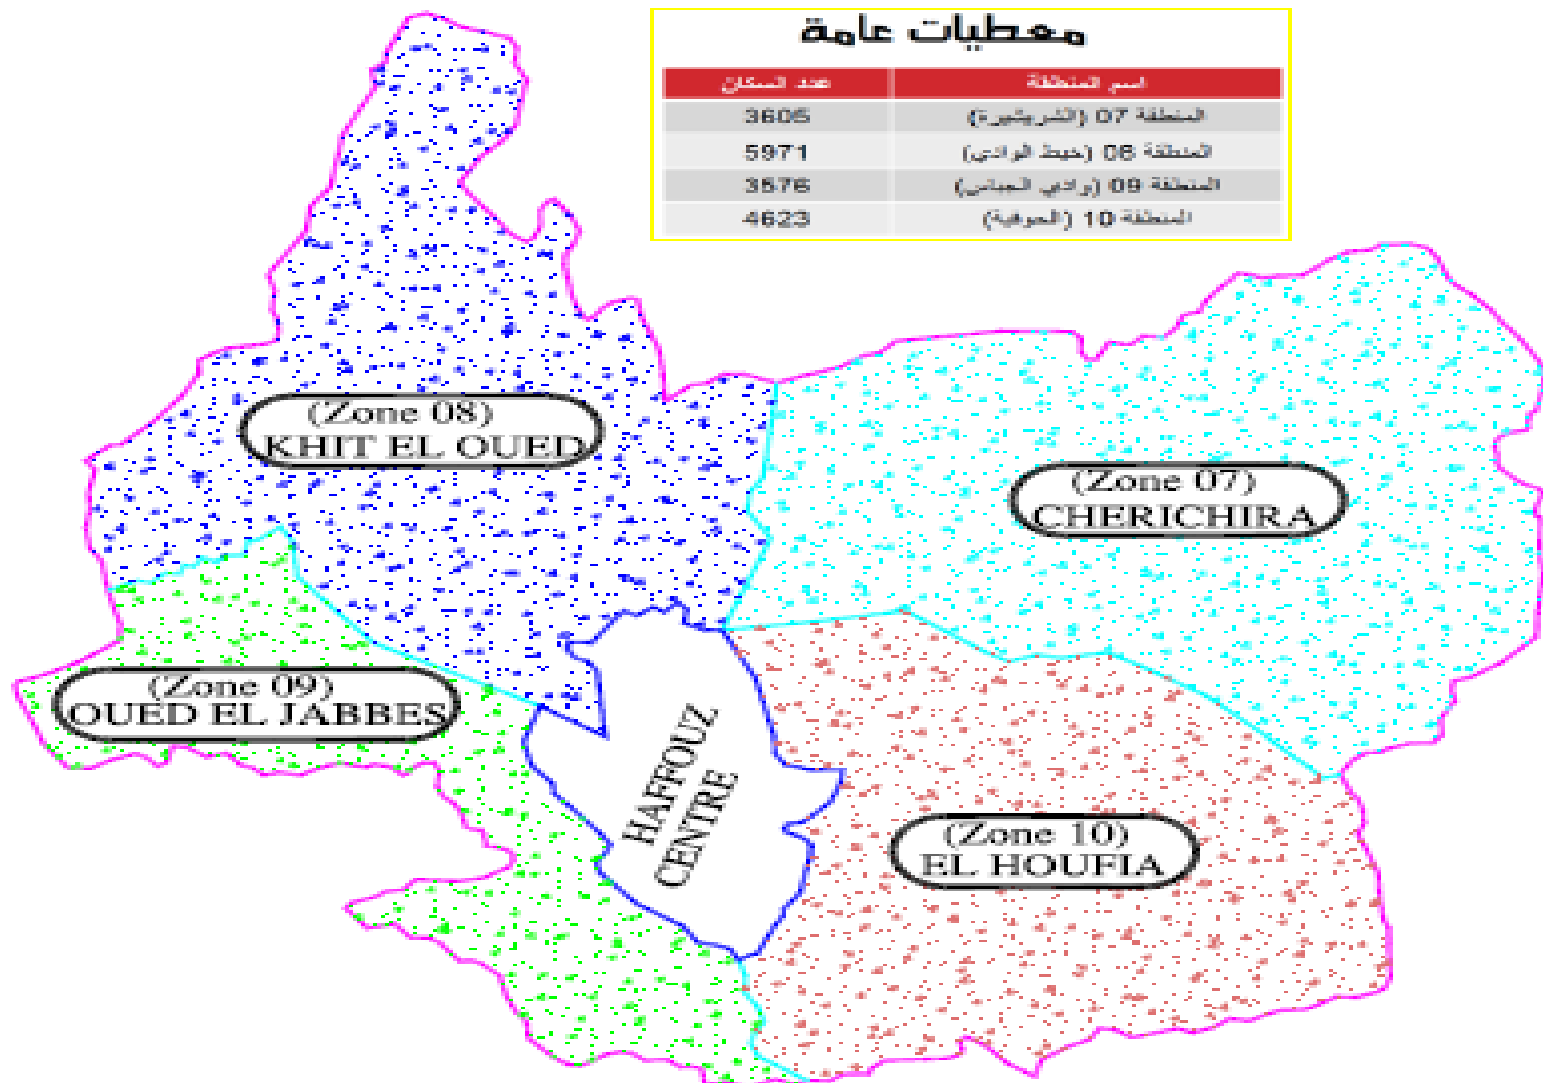 معطيات عامة
اسم المنطقة عدد السكان
المنطقة 07 (الشريشيرة) 3605
المنطقة 08 (خيط الوادي) 5971
المنطقة 09 (وادي الجباس) 3576
المنطقة 10 (الحوفية) 4623
(Zone 08)
KHIT EL OUED
(Zone 07)
CHERICHIRA
(Zone 09)
OUED EL JABBES
HAFFOUZ
CENTRE
(Zone 10)
EL HOUFIA